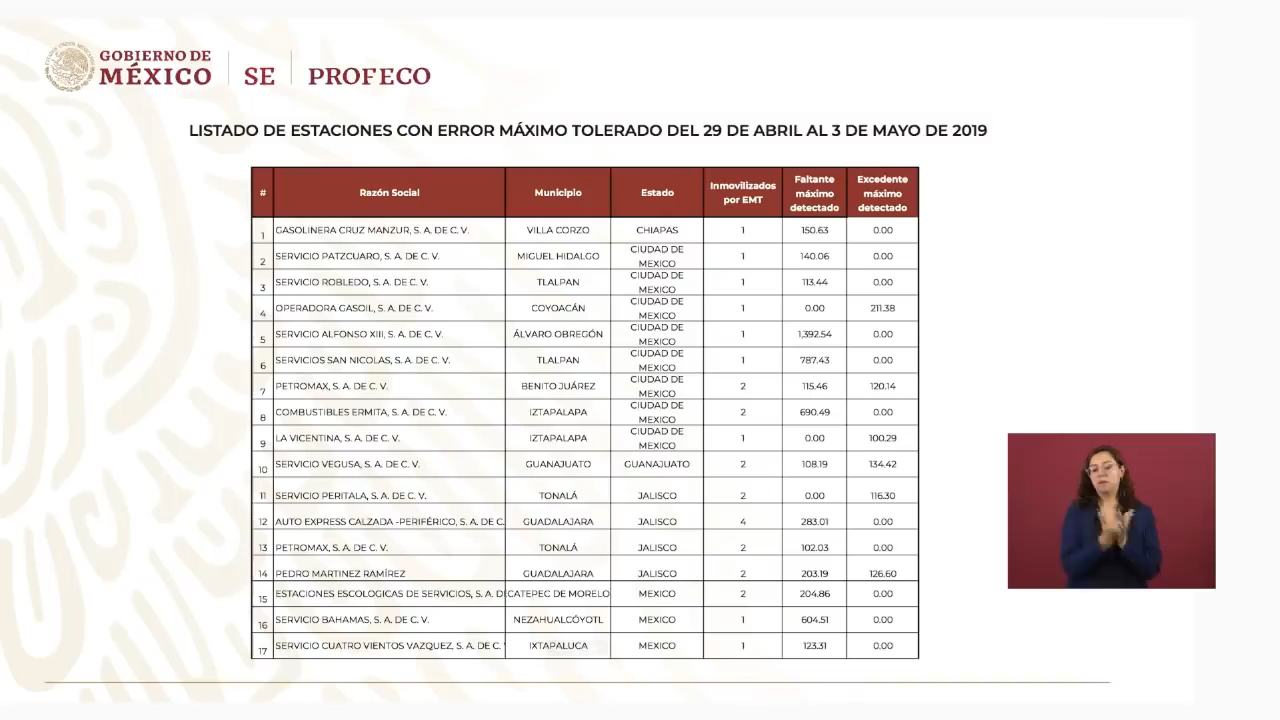 GOBIERNO DE
MÉXICO
SE
PROFECO
LISTADO DE ESTACIONES CON ERROR MÁXIMO TOLERADO DEL 29 DE ABRIL AL 3 DE MAYO DE 2019
# Razón Social Municipio Estado Inmovilizados por EMT Faltante máximo detectado Excedente máximo detectado
1 GASOLINERA CRUZ MANZUR, S. A. DE C. V. VILLA CORZO CHIAPAS 1 150.63 0.00
2 SERVICIO PATZCUARO, S. A. DE C. V. MIGUEL HIDALGO CIUDAD DE MEXICO 1 140.06 0.00
3 SERVICIO ROBLEDO, S. A. DE C. V. TLALPAN CIUDAD DE MEXICO 1 113.44 0.00
4 OPERADORA GASOIL, S. A. DE C. V. COYOACÁN CIUDAD DE MEXICO 1 0.00 211.38
5 SERVICIO ALFONSO XIII, S. A. DE C. V. ÁLVARO OBREGÓN CIUDAD DE MEXICO 1 1,392.54 0.00
6 SERVICIOS SAN NICOLAS, S. A. DE C. V. TLALPAN CIUDAD DE MEXICO 1 787.43 0.00
7 PETROMAX, S. A. DE C. V. BENITO JUÁREZ CIUDAD DE MEXICO 2 115.46 120.14
8 COMBUSTIBLES ERMITA, S. A. DE C. V. IZTAPALAPA CIUDAD DE MEXICO 2 690.49 0.00
9 LA VICENTINA, S. A. DE C. V. IZTAPALAPA CIUDAD DE MEXICO 1 0.00 100.29
10 SERVICIO VEGUSA, S. A. DE C. V. GUANAJUATO GUANAJUATO 2 108.19 134.42
11 SERVICIO PERITALA, S. A. DE C. V. TONALÁ JALISCO 2 0.00 116.30
12 AUTO EXPRESS CALZADA -PERIFÉRICO, S. A. DE C. GUADALAJARA JALISCO 4 283.01 0.00
13 PETROMAX, S. A. DE C. V. TONALÁ JALISCO 2 102.03 0.00
14 PEDRO MARTINEZ RAMÍREZ GUADALAJARA JALISCO 2 203.19 126.60
15 ESTACIONES ESCOLOGICAS DE SERVICIOS, S. A. D CATEPEC DE MORELO MEXICO 2 204.86 0.00
16 SERVICIO BAHAMAS, S. A. DE C. V. NEZAHUALCÓYOTL MEXICO 1 604.51 0.00
17 SERVICIO CUATRO VIENTOS VAZQUEZ, S. A. DE C. IXTAPALUCA MEXICO 1 123.31 0.00